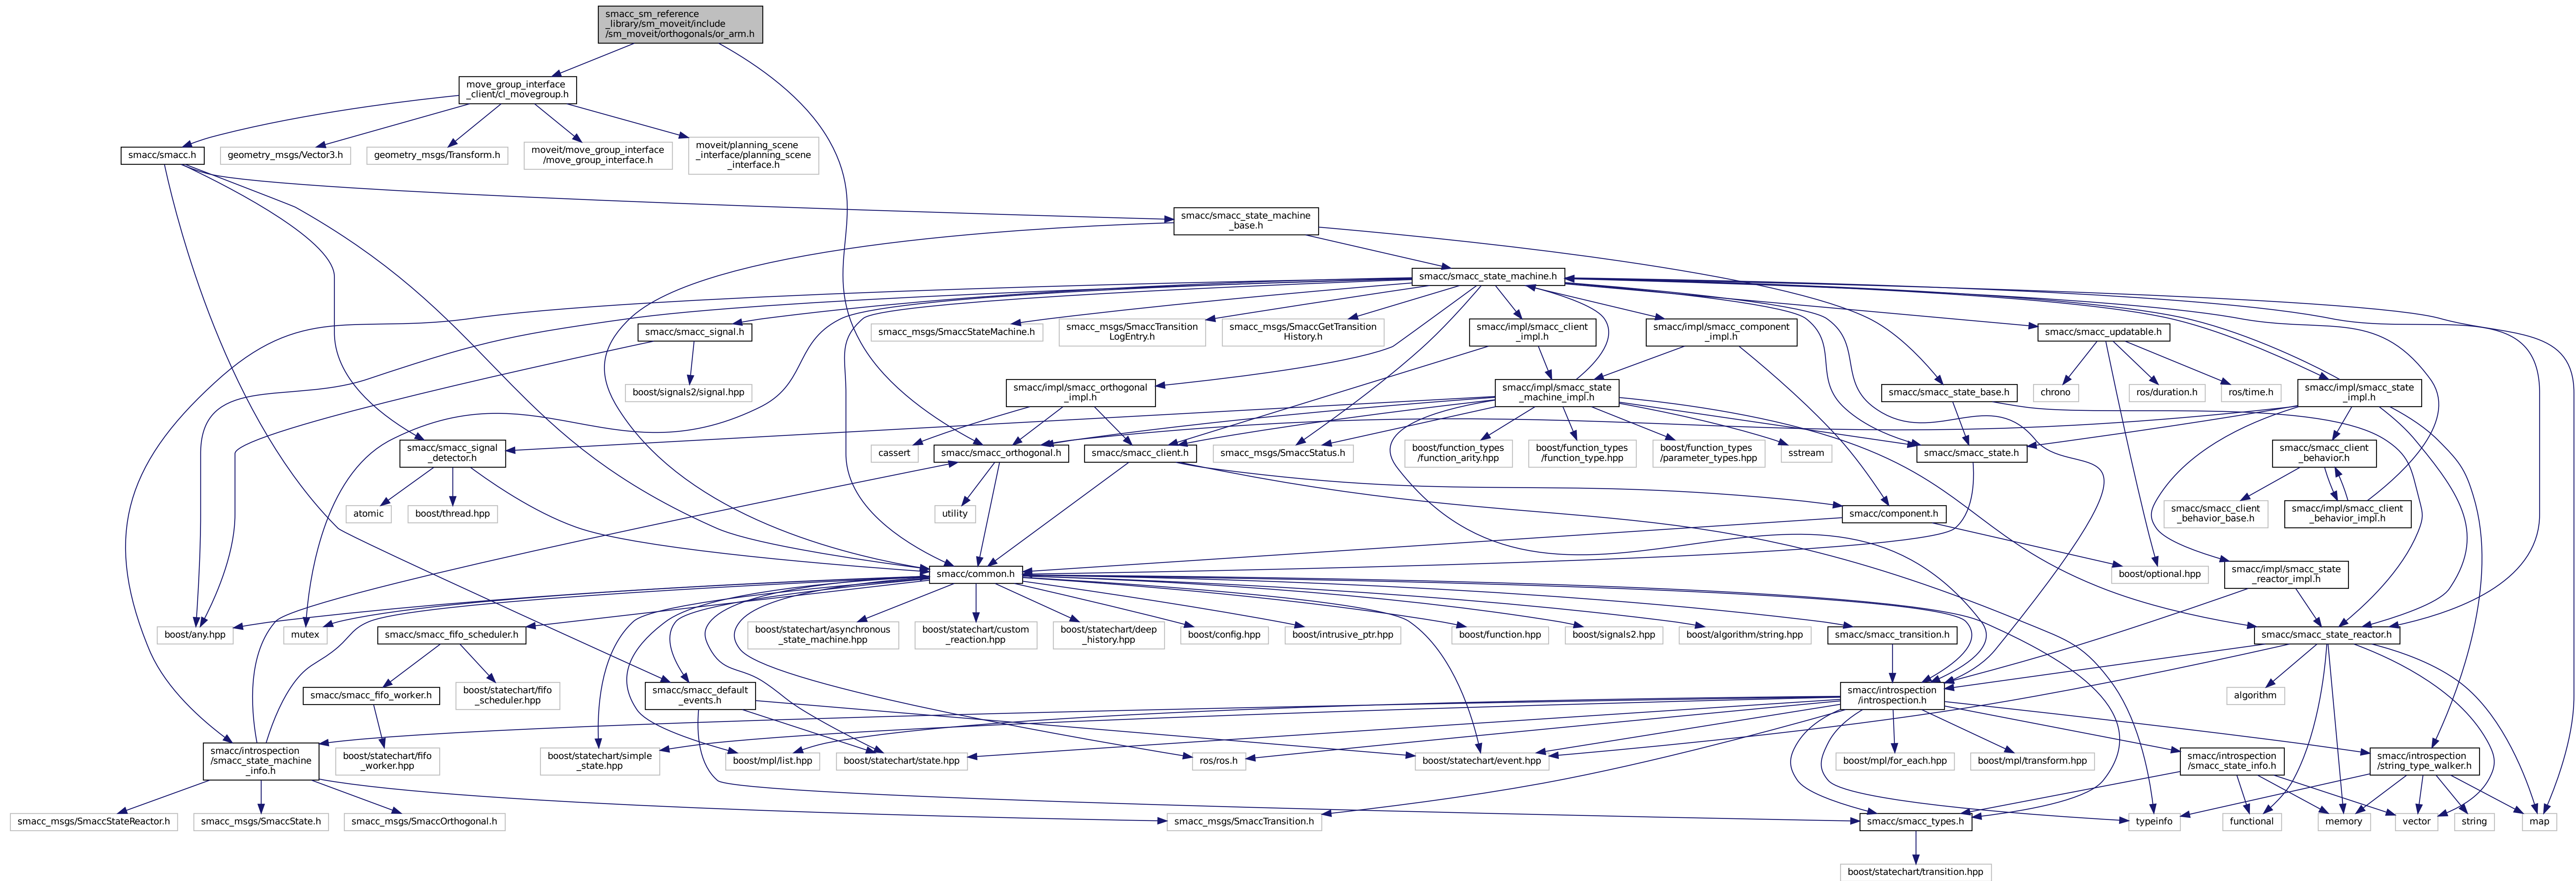 smacc_sm_reference
_library/sm_moveit/include
/sm_moveit/orthogonals/or_arm.h
move_group_interface
_client/cl_movegroup.h
smacc/smacc.h
geometry_msgs/Vector3.h
geometry_msgs/Transform.h
moveit/move_group_interface
/move_group_interface.h
moveit/planning_scene
_interface/planning_scene
_interface.h
smacc/smacc_state_machine
_base.h
smacc/smacc_state_machine.h
smacc/smacc_signal.h
smacc_msgs/SmaccStateMachine.h
smacc_msgs/SmaccTransition
LogEntry.h
smacc_msgs/SmaccGetTransition
History.h
smacc/impl/smacc_client
_impl.h
smacc/impl/smacc_component
_impl.h
smacc/smacc_updatable.h
boost/signals2/signal.hpp
smacc/impl/smacc_orthogonal
_impl.h
smacc/impl/smacc_state
_machine_impl.h
smacc/smacc_state_base.h
chrono
ros/duration.h
ros/time.h
smacc/impl/smacc_state
_impl.h
smacc/smacc_signal
_detector.h
cassert
smacc/smacc_orthogonal.h
smacc/smacc_client.h
smacc_msgs/SmaccStatus.h
boost/function_types
/function_arity.hpp
boost/function_types
/function_type.hpp
boost/function_types
/parameter_types.hpp
sstream
smacc/smacc_state.h
smacc/smacc_client
_behavior.h
atomic
boost/thread.hpp
utility
smacc/component.h
smacc/smacc_client
_behavior_base.h
smacc/impl/smacc_client
_behavior_impl.h
smacc/common.h
boost/optional.hpp
smacc/impl/smacc_state
_reactor_impl.h
boost/any.hpp
mutex
smacc/smacc_fifo_scheduler.h
boost/statechart/asynchronous
_state_machine.hpp
boost/statechart/custom
_reaction.hpp
boost/statechart/deep
_history.hpp
boost/config.hpp
boost/intrusive_ptr.hpp
boost/function.hpp
boost/signals2.hpp
boost/algorithm/string.hpp
smacc/smacc_transition.h
smacc/smacc_state_reactor.h
smacc/smacc_fifo_worker.h
boost/statechart/fifo
_scheduler.hpp
smacc/smacc_default
_events.h
smacc/introspection
/introspection.h
algorithm
smacc/introspection
/smacc_state_machine
_info.h
boost/statechart/fifo
_worker.hpp
boost/statechart/simple
_state.hpp
boost/mpl/list.hpp
boost/statechart/state.hpp
ros/ros.h
boost/statechart/event.hpp
boost/mpl/for_each.hpp
boost/mpl/transform.hpp
smacc/introspection
/smacc_state_info.h
smacc/introspection
/string_type_walker.h
smacc_msgs/SmaccStateReactor.h
smacc_msgs/SmaccState.h
smacc_msgs/SmaccOrthogonal.h
smacc_msgs/SmaccTransition.h
smacc/smacc_types.h
typeinfo
functional
memory
vector
string
map
boost/statechart/transition.hpp